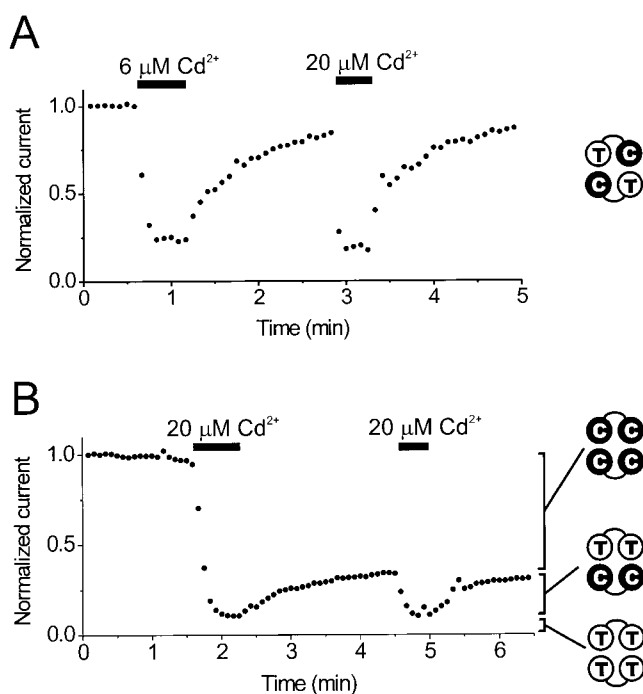 A
6 μM Cd²⁺
20 μM Cd²⁺
Normalized current
1.0
0.5
0.0
0 1 2 3 4 5
Time (min)
T C
C T
B
20 μM Cd²⁺
20 μM Cd²⁺
Normalized current
1.0
0.5
0.0
0 1 2 3 4 5 6
Time (min)
C C
C C
T T
C C
T T
T T